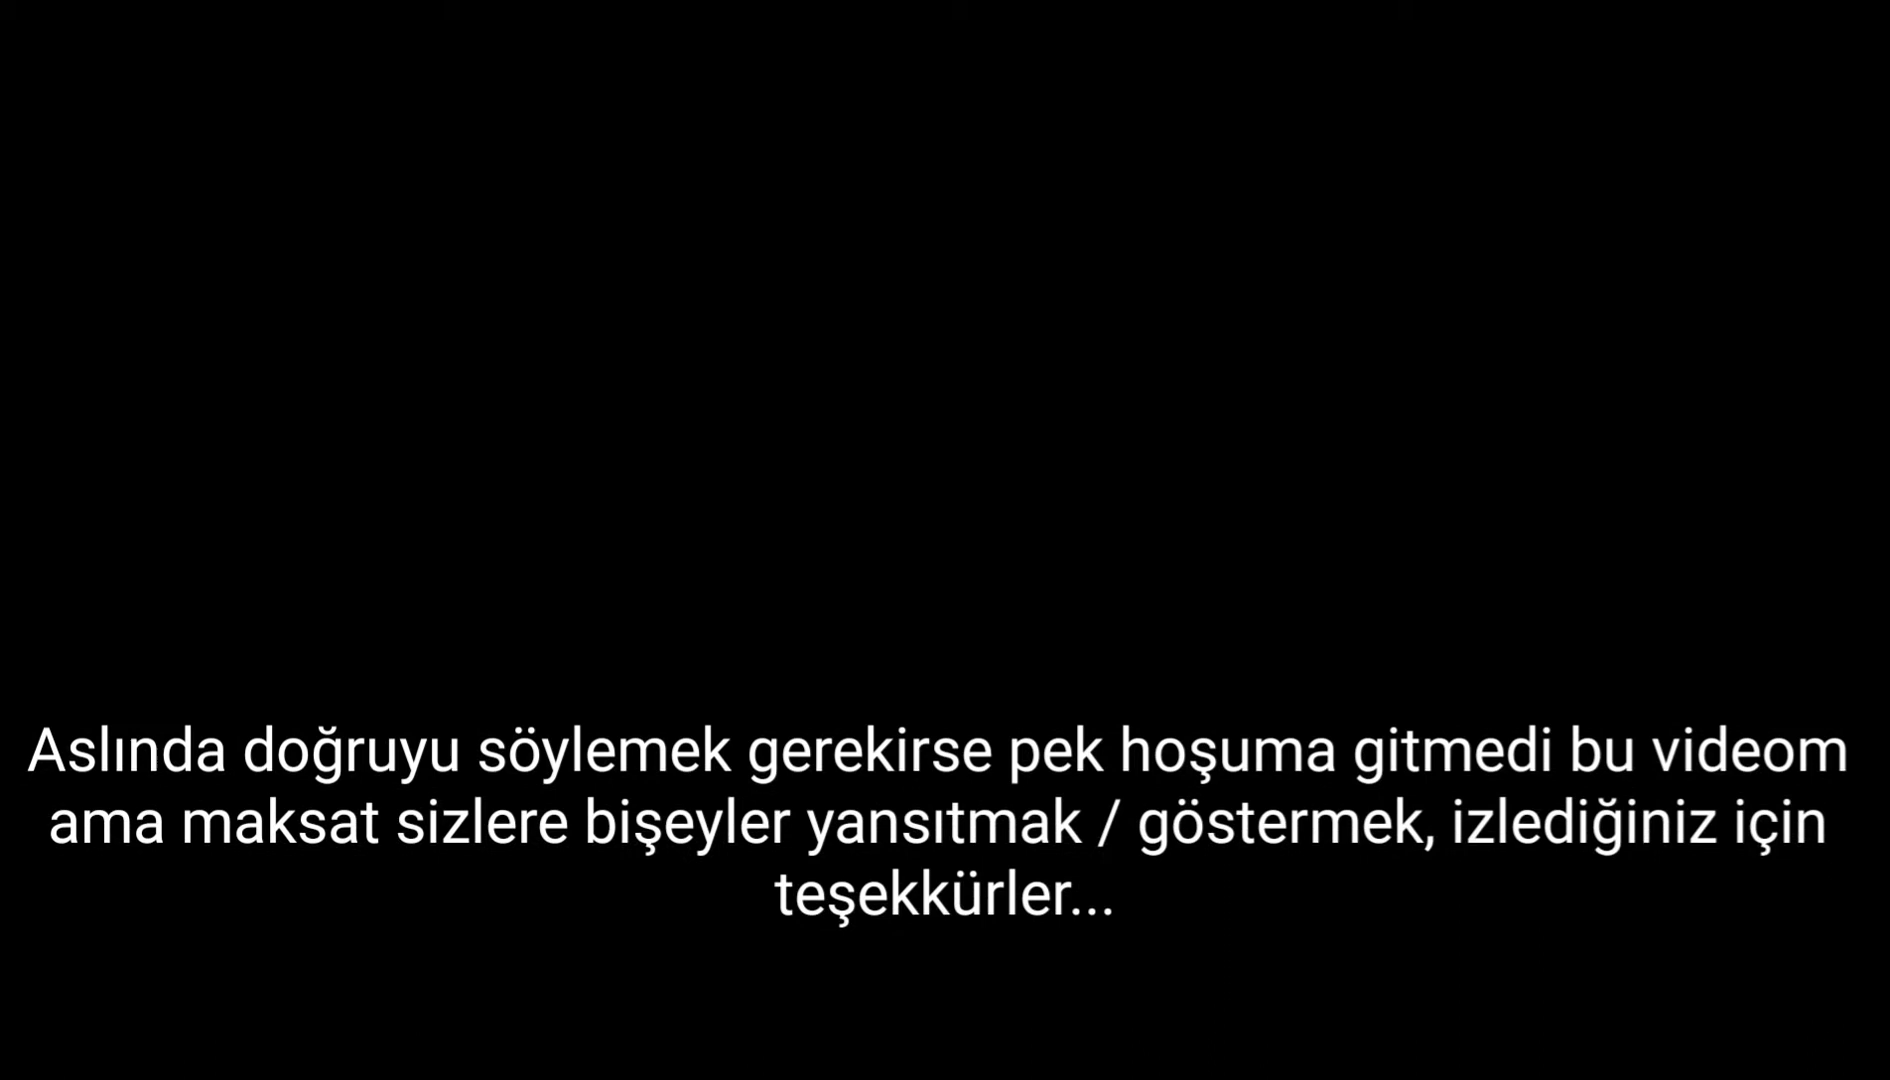 Aslında doğruyu söylemek gerekirse pek hoşuma gitmedi bu videom
ama maksat sizlere bişeyler yansıtmak / göstermek, izlediğiniz için
teşekkürler...